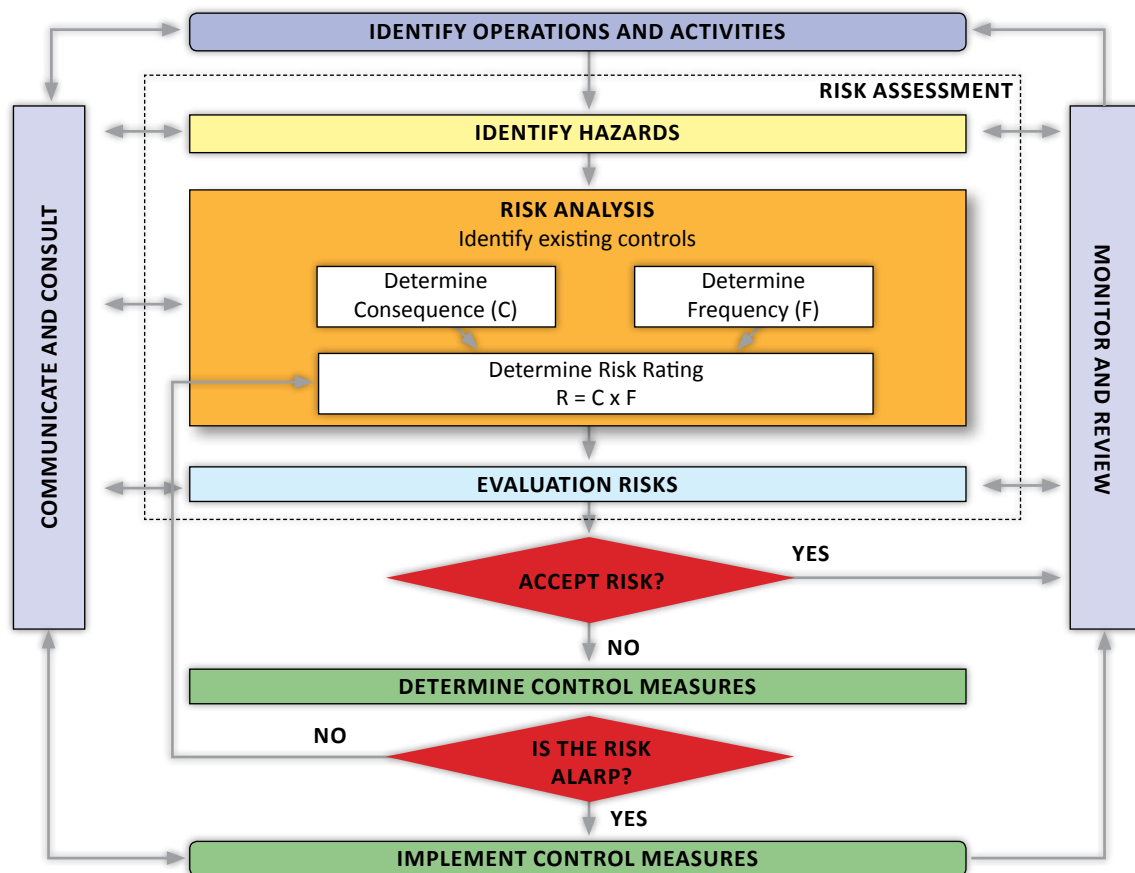 IDENTIFY OPERATIONS AND ACTIVITIES
RISK ASSESSMENT
IDENTIFY HAZARDS
RISK ANALYSIS
Identify existing controls
Determine
Consequence (C)
Determine
Frequency (F)
Determine Risk Rating
R = C x F
COMMUNICATE AND CONSULT
MONITOR AND REVIEW
EVALUATION RISKS
ACCEPT RISK?
YES
NO
DETERMINE CONTROL MEASURES
NO
IS THE RISK
ALARP?
YES
IMPLEMENT CONTROL MEASURES